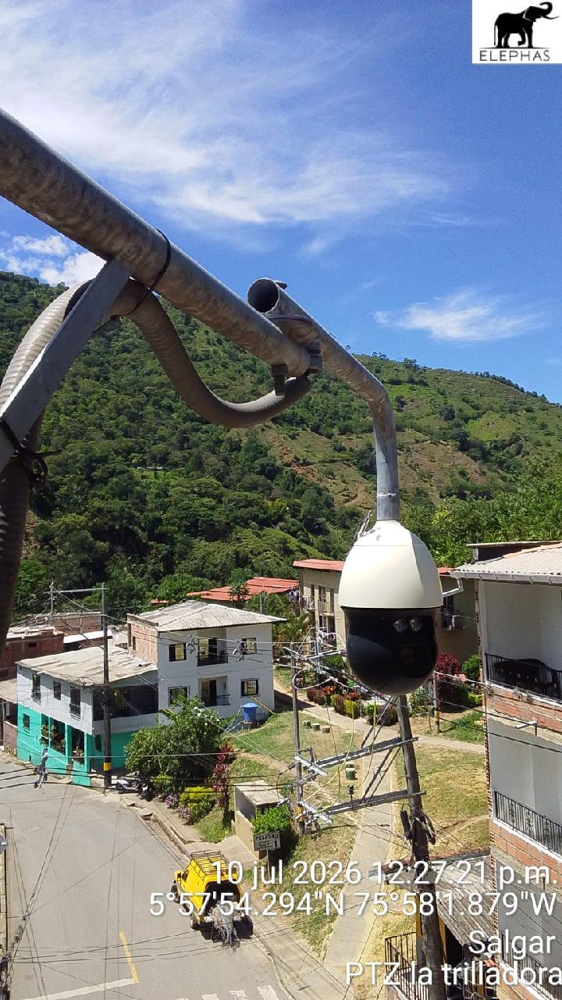 ELEPHAS
PELIGRO
10 jul 2026 12:27:21 p.m.
5°57'54.294"N 75°58'1.879"W
Salgar
PTZ la trilladora